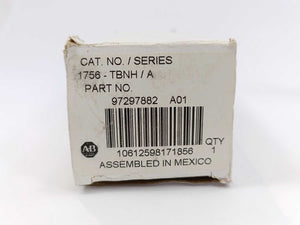 CAT. NO. / SERIES
1756 - TBNH / A
PART NO.
97297882 A01
AB
QTY
10612598171856 1
ASSEMBLED IN MEXICO